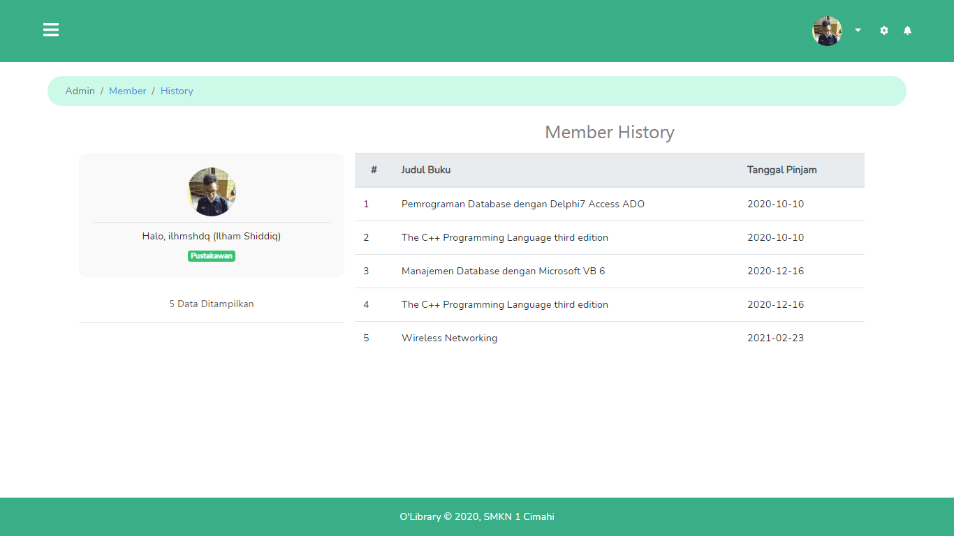 Admin / Member / History
Member History
Halo, ilhmshdq (Ilham Shiddiq)
Pustakawan
5 Data Ditampilkan
# Judul Buku Tanggal Pinjam
1 Pemrograman Database dengan Delphi7 Access ADO 2020-10-10
2 The C++ Programming Language third edition 2020-10-10
3 Manajemen Database dengan Microsoft VB 6 2020-12-16
4 The C++ Programming Language third edition 2020-12-16
5 Wireless Networking 2021-02-23
O'Library © 2020, SMKN 1 Cimahi